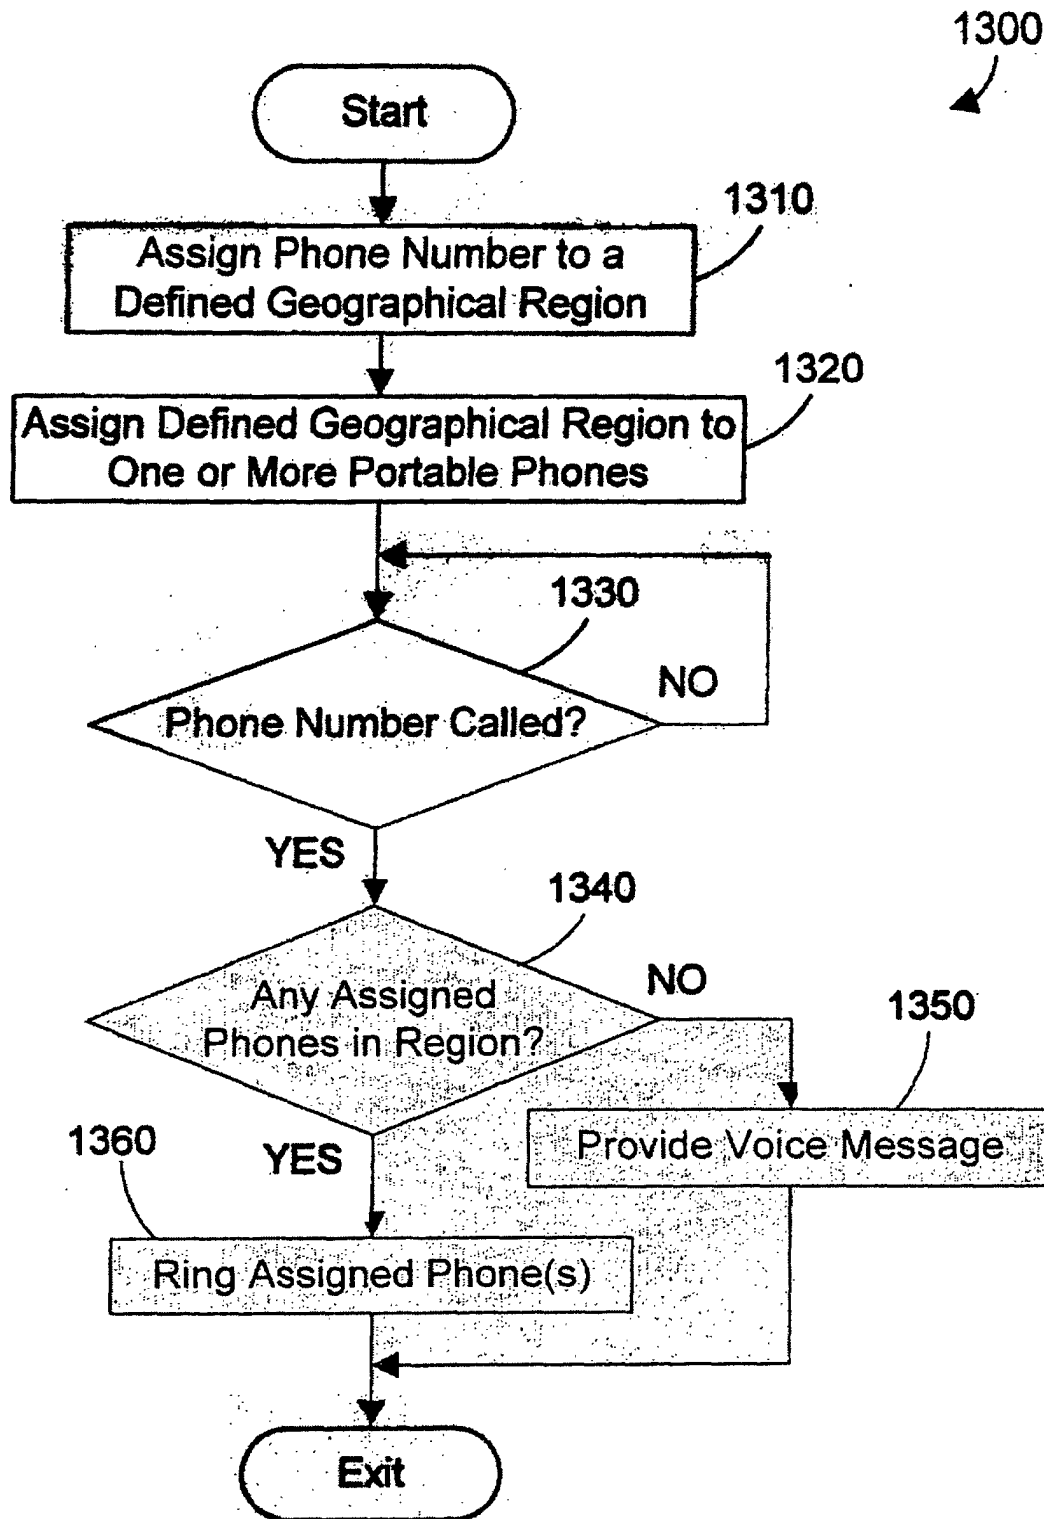 1300
Start
1310
Assign Phone Number to a
Defined Geographical Region
1320
Assign Defined Geographical Region to
One or More Portable Phones
1330
NO
Phone Number Called?
YES
1340
NO
Any Assigned
Phones in Region?
1350
Provide Voice Message
1360
YES
Ring Assigned Phone(s)
Exit